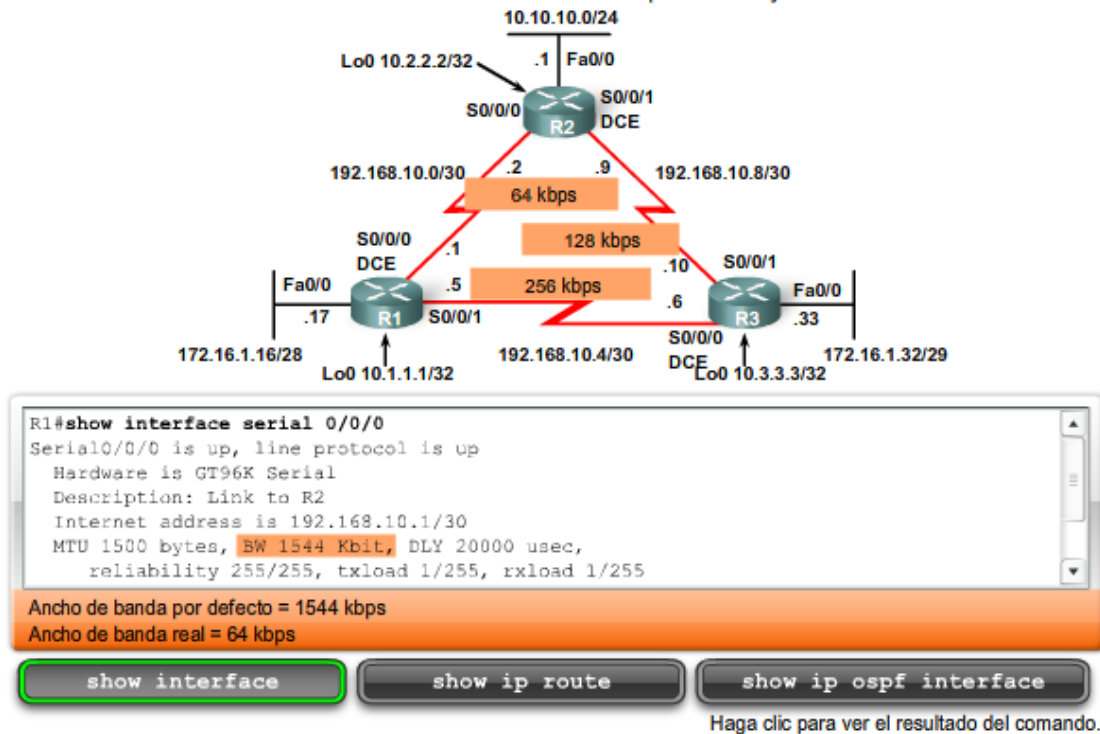 10.10.10.0/24
Lo0 10.2.2.2/32
.1 Fa0/0
S0/0/0
S0/0/1
DCE
R2
192.168.10.0/30
.2
.9
192.168.10.8/30
64 kbps
128 kbps
S0/0/0
DCE
.1
.10
S0/0/1
Fa0/0
.5
256 kbps
.6
Fa0/0
.17
R1
S0/0/1
R3
.33
S0/0/0
DCE
172.16.1.16/28
192.168.10.4/30
172.16.1.32/29
Lo0 10.1.1.1/32
Lo0 10.3.3.3/32
R1#show interface serial 0/0/0
Serial0/0/0 is up, line protocol is up
Hardware is GT96K Serial
Description: Link to R2
Internet address is 192.168.10.1/30
MTU 1500 bytes, BW 1544 Kbit, DLY 20000 usec,
reliability 255/255, txload 1/255, rxload 1/255
Ancho de banda por defecto = 1544 kbps
Ancho de banda real = 64 kbps
show interface
show ip route
show ip ospf interface
Haga clic para ver el resultado del comando.